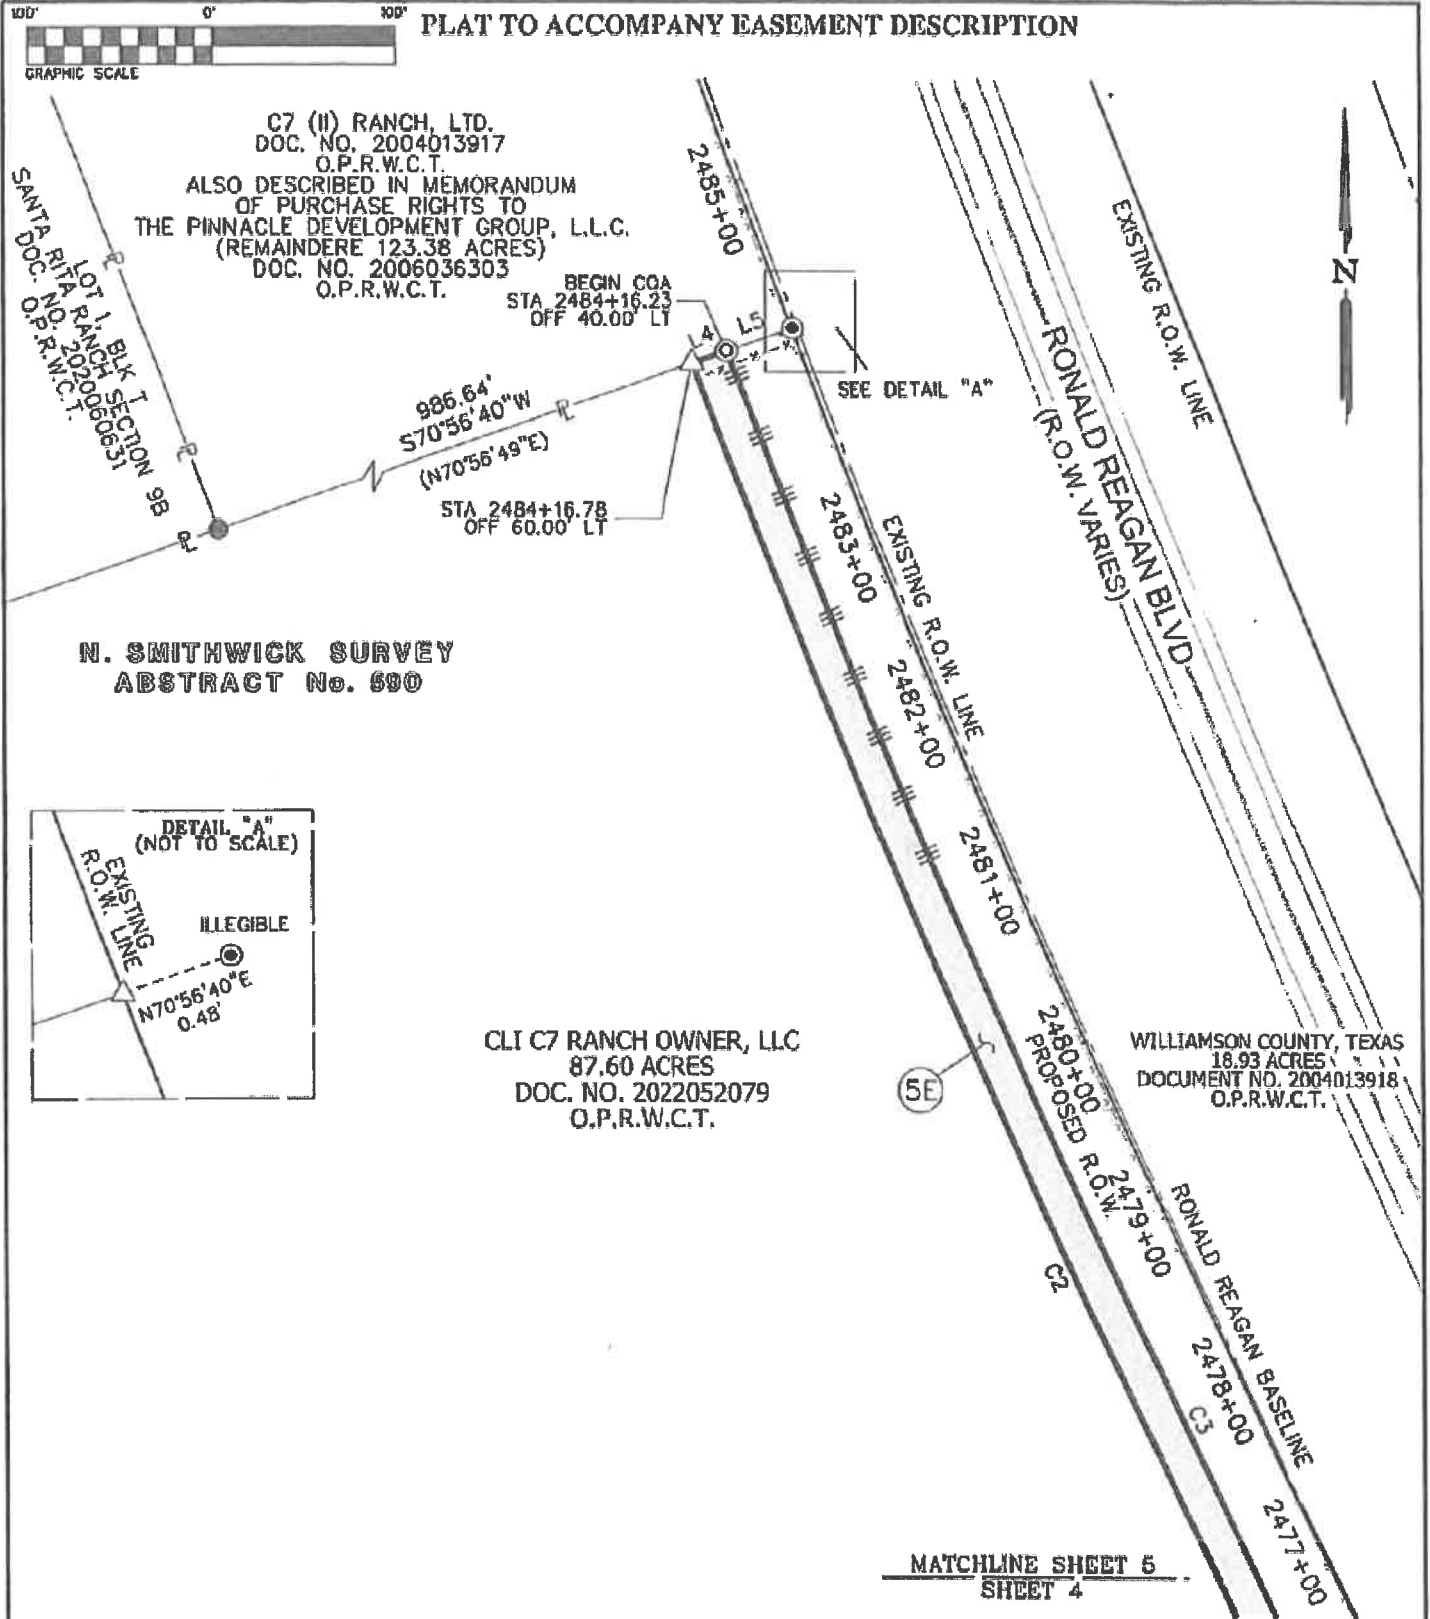 100' 0' 100'
GRAPHIC SCALE
PLAT TO ACCOMPANY EASEMENT DESCRIPTION
C7 (II) RANCH, LTD.
DOC. NO. 2004013917
O.P.R.W.C.T.
ALSO DESCRIBED IN MEMORANDUM
OF PURCHASE RIGHTS TO
THE PINNACLE DEVELOPMENT GROUP, L.L.C.
(REMAINDERE 123.38 ACRES)
DOC. NO. 2006036303
O.P.R.W.C.T.
LOT 1, BLK T
SANTA RITA RANCH SECTION 9B
DOC. NO. 2020060631
O.P.R.W.C.T.
BEGIN COA
STA 2484+16.23
OFF 40.00' LT
L4
L5
SEE DETAIL "A"
986.64'
S70°56'40"W
(N70°56'49"E)
STA 2484+16.78
OFF 60.00' LT
2485+00
2483+00
2482+00
2481+00
2480+00
2479+00
2478+00
2477+00
EXISTING R.O.W. LINE
EXISTING R.O.W. LINE
RONALD REAGAN BLVD
(R.O.W. VARIES)
N
N. SMITHWICK SURVEY
ABSTRACT No. 590
DETAIL "A"
(NOT TO SCALE)
EXISTING
R.O.W. LINE
ILLEGIBLE
N70°56'40"E
0.48'
CLI C7 RANCH OWNER, LLC
87.60 ACRES
DOC. NO. 2022052079
O.P.R.W.C.T.
5E
PROPOSED R.O.W.
WILLIAMSON COUNTY, TEXAS
18.93 ACRES
DOCUMENT NO. 2004013918
O.P.R.W.C.T.
RONALD REAGAN BASELINE
C2
C3
MATCHLINE SHEET 5
SHEET 4